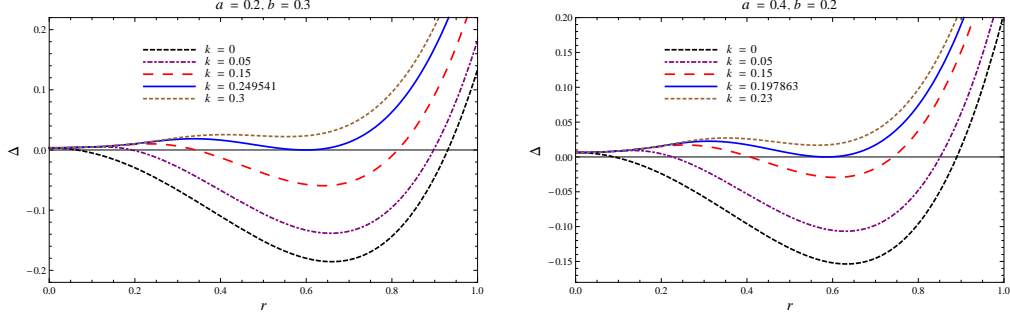 a = 0.2, b = 0.3
0.2
0.1
0.0
−0.1
−0.2
Δ
k = 0
k = 0.05
k = 0.15
k = 0.249541
k = 0.3
0.0 0.2 0.4 0.6 0.8 1.0
r
a = 0.4, b = 0.2
0.20
0.15
0.10
0.05
0.00
−0.05
−0.10
−0.15
Δ
k = 0
k = 0.05
k = 0.15
k = 0.197863
k = 0.23
0.0 0.2 0.4 0.6 0.8 1.0
r